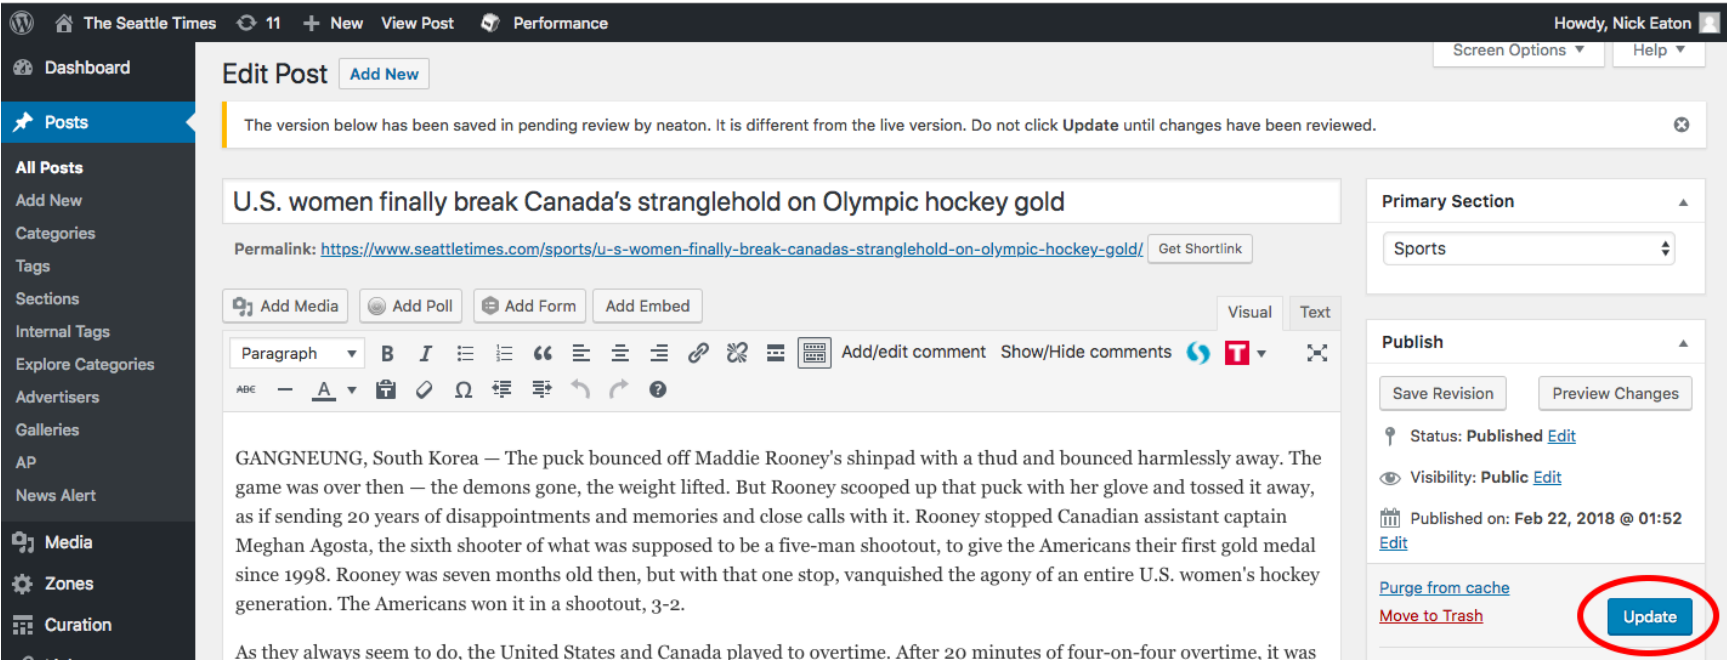 The Seattle Times 11 New View Post Performance Howdy, Nick Eaton
Screen Options Help
Dashboard
Posts
All Posts
Add New
Categories
Tags
Sections
Internal Tags
Explore Categories
Advertisers
Galleries
AP
News Alert
Media
Zones
Curation
Edit Post Add New
The version below has been saved in pending review by neaton. It is different from the live version. Do not click Update until changes have been reviewed.
U.S. women finally break Canada's stranglehold on Olympic hockey gold
Permalink: https://www.seattletimes.com/sports/u-s-women-finally-break-canadas-stranglehold-on-olympic-hockey-gold/ Get Shortlink
Add Media Add Poll Add Form Add Embed
Visual Text
Paragraph B I Add/edit comment Show/Hide comments T
ABC A Ω
GANGNEUNG, South Korea — The puck bounced off Maddie Rooney's shinpad with a thud and bounced harmlessly away. The
game was over then — the demons gone, the weight lifted. But Rooney scooped up that puck with her glove and tossed it away,
as if sending 20 years of disappointments and memories and close calls with it. Rooney stopped Canadian assistant captain
Meghan Agosta, the sixth shooter of what was supposed to be a five-man shootout, to give the Americans their first gold medal
since 1998. Rooney was seven months old then, but with that one stop, vanquished the agony of an entire U.S. women's hockey
generation. The Americans won it in a shootout, 3-2.
As they always seem to do, the United States and Canada played to overtime. After 20 minutes of four-on-four overtime, it was
Primary Section
Sports
Publish
Save Revision Preview Changes
Status: Published Edit
Visibility: Public Edit
Published on: Feb 22, 2018 @ 01:52
Edit
Purge from cache
Move to Trash Update